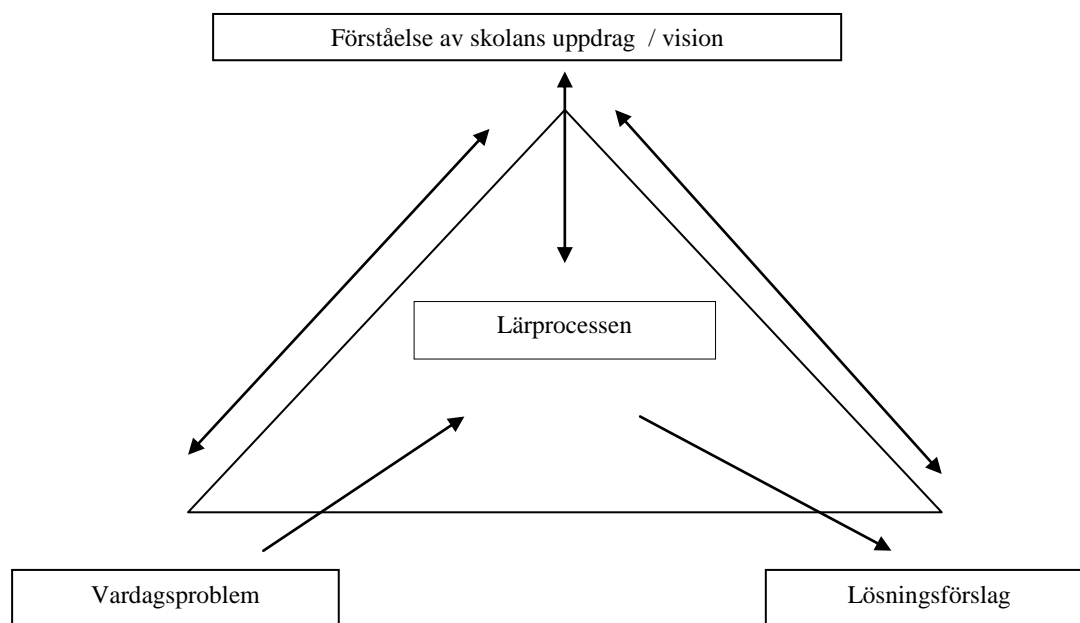 Förståelse av skolans uppdrag / vision
Lärprocessen
Vardagsproblem
Lösningsförslag